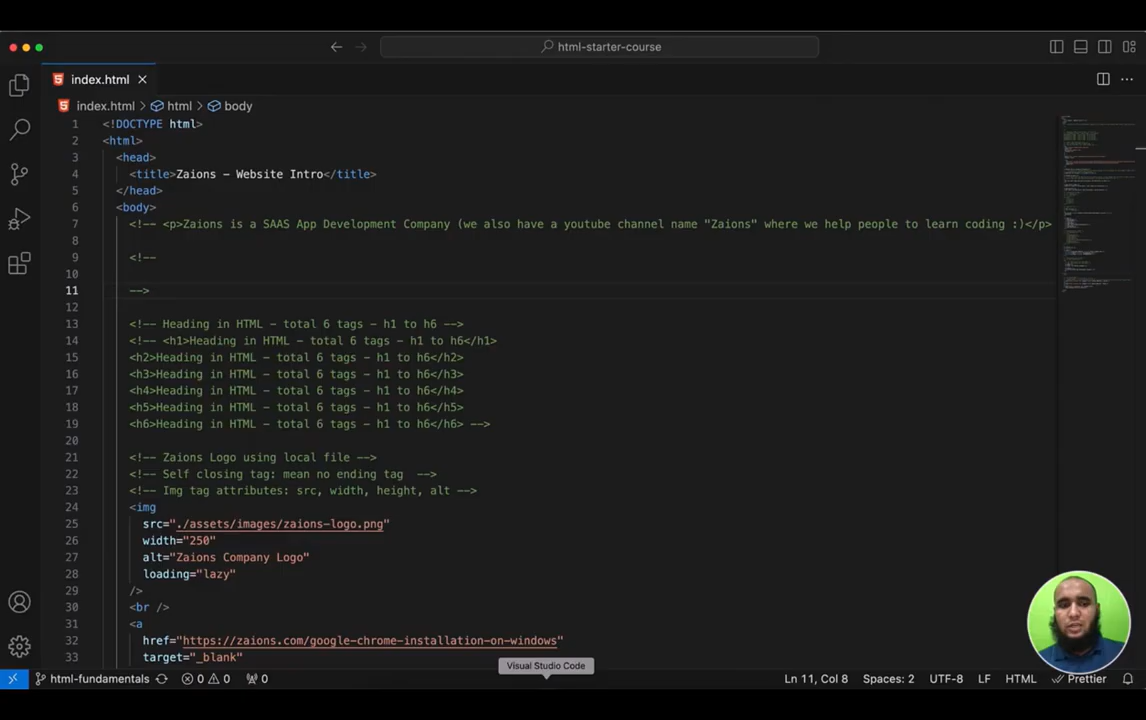 html-starter-course
index.html
index.html > html > body
1 <!DOCTYPE html>
2 <html>
3 <head>
4 <title>Zaions - Website Intro</title>
5 </head>
6 <body>
7 <!-- <p>Zaions is a SAAS App Development Company (we also have a youtube channel name "Zaions" where we help people to learn coding :)</p>
8
9 <!--
10
11 -->
12
13 <!-- Heading in HTML - total 6 tags - h1 to h6 -->
14 <!-- <h1>Heading in HTML - total 6 tags - h1 to h6</h1>
15 <h2>Heading in HTML - total 6 tags - h1 to h6</h2>
16 <h3>Heading in HTML - total 6 tags - h1 to h6</h3>
17 <h4>Heading in HTML - total 6 tags - h1 to h6</h4>
18 <h5>Heading in HTML - total 6 tags - h1 to h6</h5>
19 <h6>Heading in HTML - total 6 tags - h1 to h6</h6> -->
20
21 <!-- Zaions Logo using local file -->
22 <!-- Self closing tag: mean no ending tag  -->
23 <!-- Img tag attributes: src, width, height, alt -->
24 <img
25 src="./assets/images/zaions-logo.png"
26 width="250"
27 alt="Zaions Company Logo"
28 loading="lazy"
29 />
30 <br />
31 <a
32 href="https://zaions.com/google-chrome-installation-on-windows"
33 target="_blank"
Visual Studio Code
html-fundamentals 0 0 0 Ln 11, Col 8 Spaces: 2 UTF-8 LF HTML Prettier